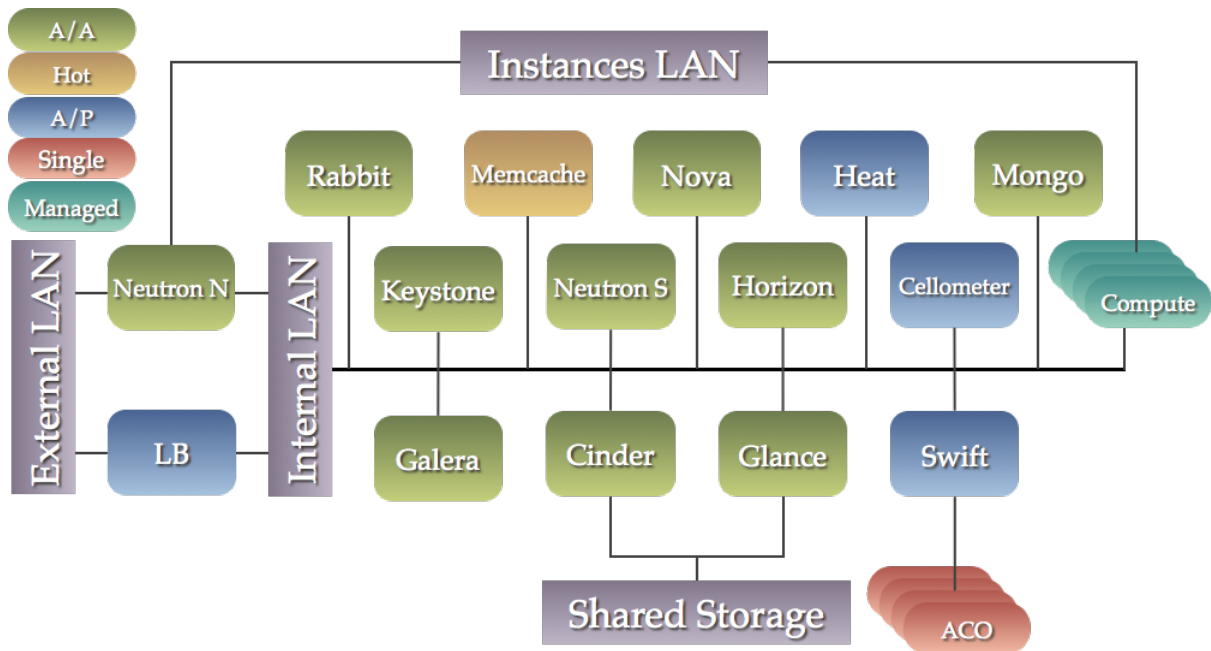 A/A
Hot
A/P
Single
Managed
Instances LAN
Rabbit
Memcache
Nova
Heat
Mongo
External LAN
Neutron N
Internal LAN
Keystone
Neutron S
Horizon
Cellometer
Compute
LB
Galera
Cinder
Glance
Swift
Shared Storage
ACO